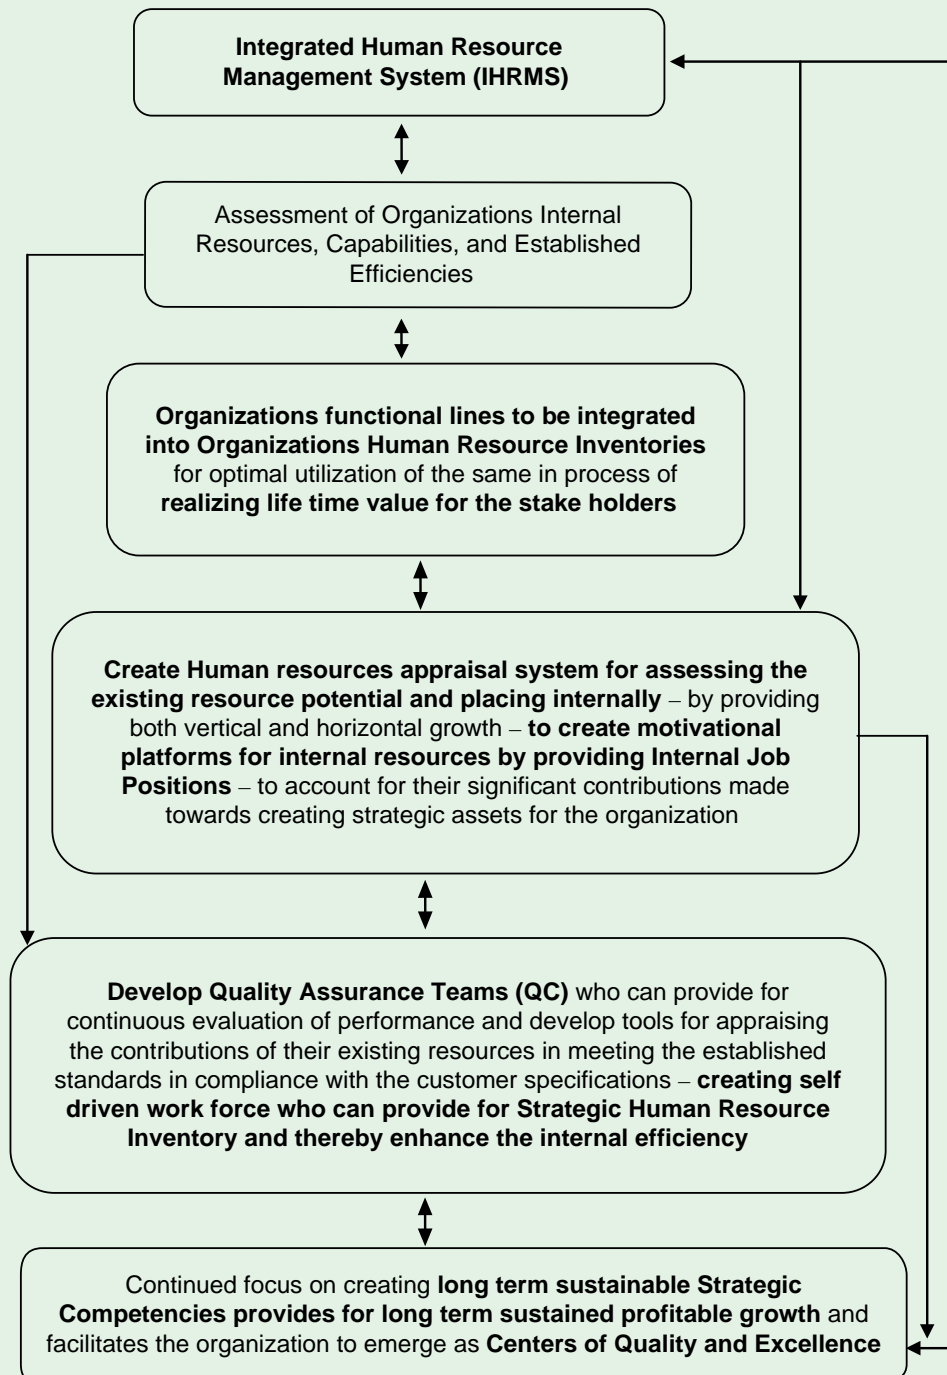 Integrated Human Resource
Management System (IHRMS)
Assessment of Organizations Internal
Resources, Capabilities, and Established
Efficiencies
Organizations functional lines to be integrated
into Organizations Human Resource Inventories
for optimal utilization of the same in process of
realizing life time value for the stake holders
Create Human resources appraisal system for assessing the
existing resource potential and placing internally – by providing
both vertical and horizontal growth – to create motivational
platforms for internal resources by providing Internal Job
Positions – to account for their significant contributions made
towards creating strategic assets for the organization
Develop Quality Assurance Teams (QC) who can provide for
continuous evaluation of performance and develop tools for appraising
the contributions of their existing resources in meeting the established
standards in compliance with the customer specifications – creating self
driven work force who can provide for Strategic Human Resource
Inventory and thereby enhance the internal efficiency
Continued focus on creating long term sustainable Strategic
Competencies provides for long term sustained profitable growth and
facilitates the organization to emerge as Centers of Quality and Excellence